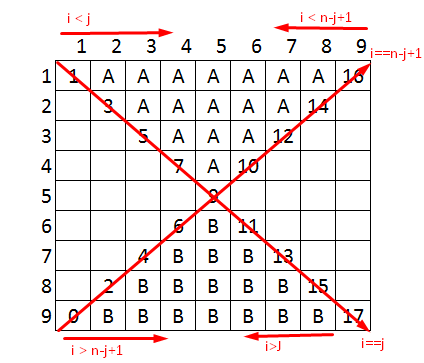 i < j i < n-j+1
1 2 3 4 5 6 7 8 9
i==n-j+1
1 1 A A A A A A A 16
2 3 A A A A A 14
3 5 A A A 12
4 7 A 10
5 9
6 6 B 11
7 4 B B B 13
8 2 B B B B B 15
9 0 B B B B B B B 17
i==j
i > n-j+1 i>J